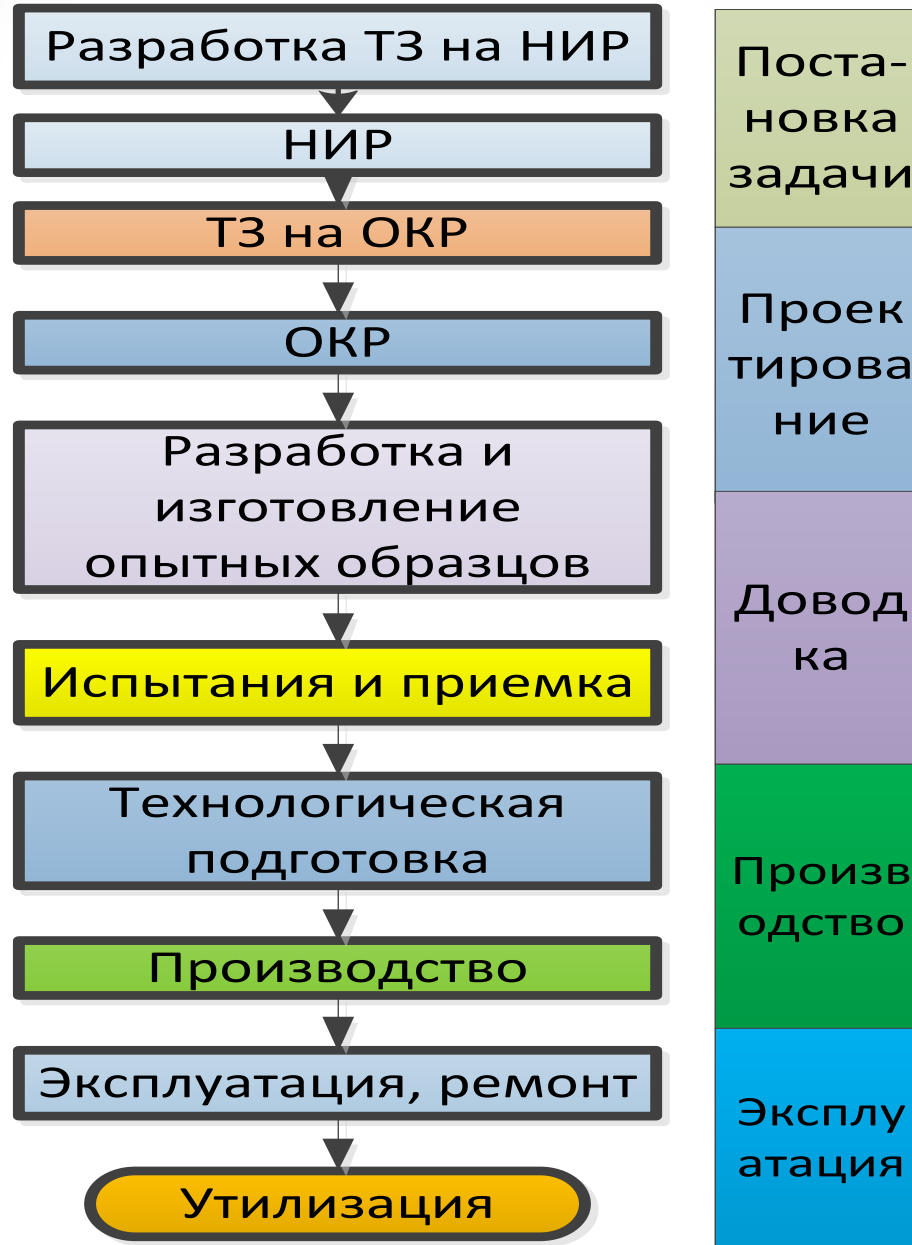 Разработка ТЗ на НИР
НИР
ТЗ на ОКР
ОКР
Разработка и
изготовление
опытных образцов
Испытания и приемка
Технологическая
подготовка
Производство
Эксплуатация, ремонт
Утилизация
Поста-
новка
задачи
Проек
тирова
ние
Довод
ка
Произв
одство
Эксплу
атация